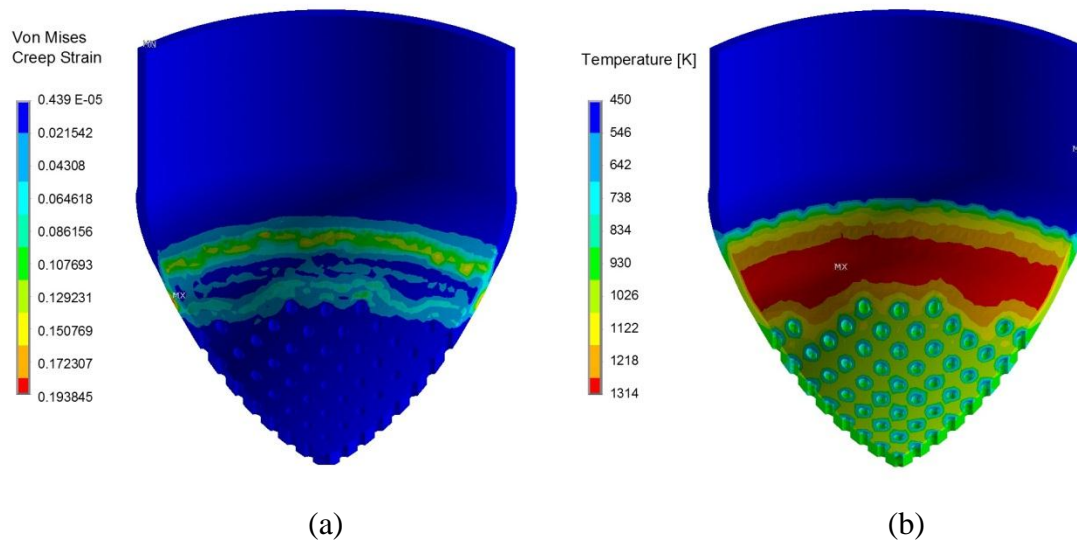 Von Mises
Creep Strain
MN
0.439 E-05
0.021542
0.04308
0.064618
0.086156
0.107693
0.129231
0.150769
0.172307
0.193845
MX
(a)
Temperature [K]
450
546
642
738
834
930
1026
1122
1218
1314
MX
(b)